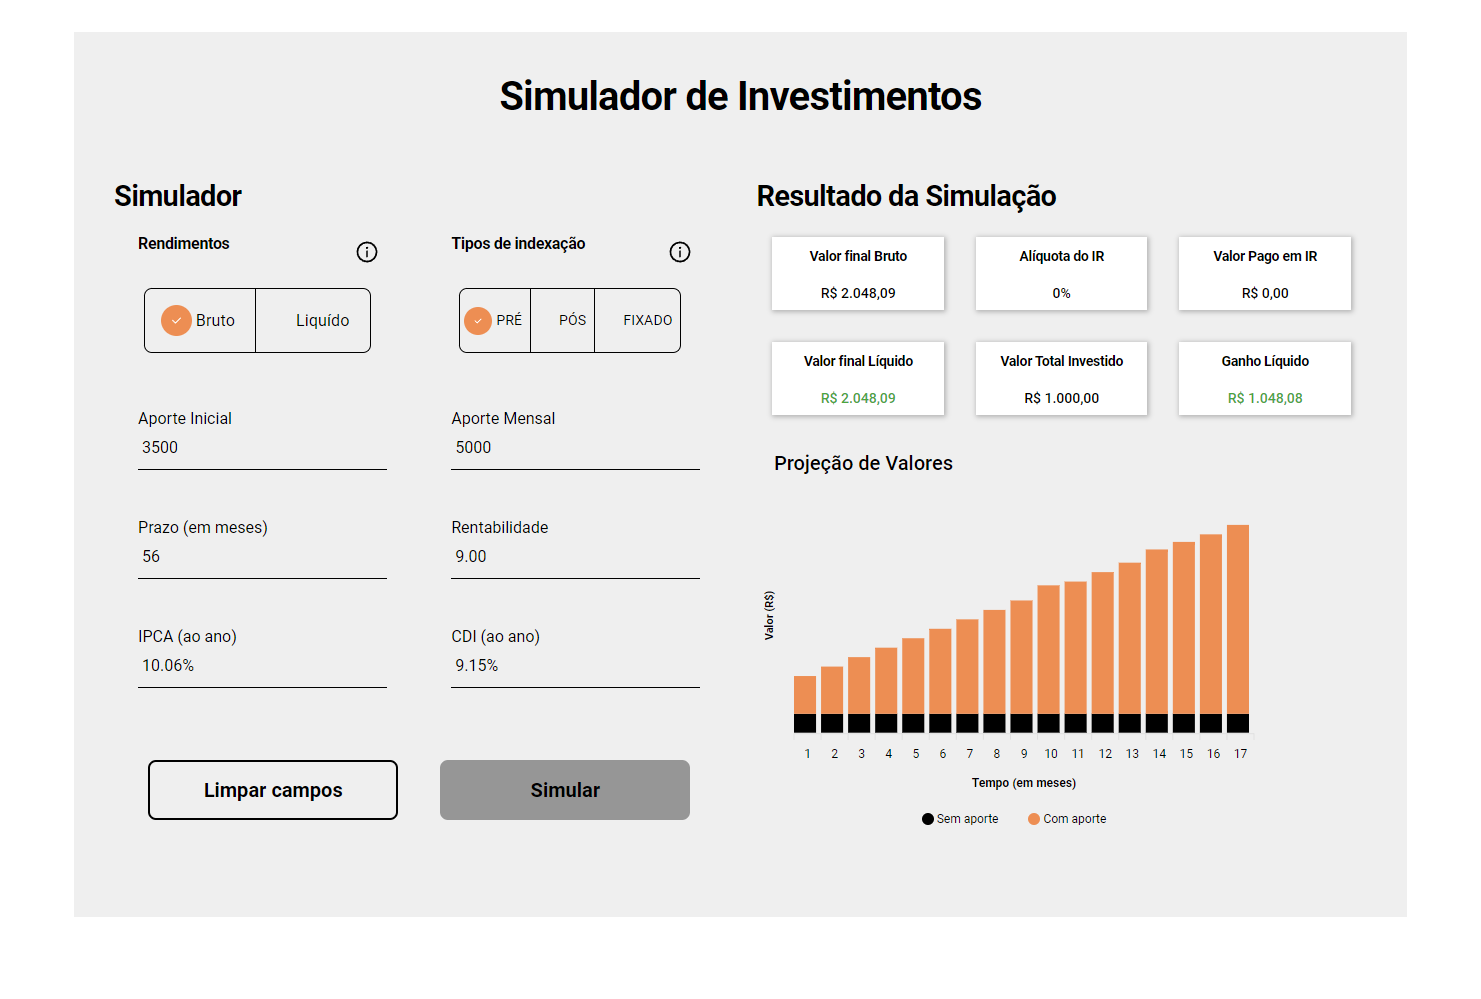 Simulador de Investimentos
Simulador
Rendimentos
Tipos de indexação
Bruto
Liquído
PRÉ
PÓS
FIXADO
Aporte Inicial
3500
Aporte Mensal
5000
Prazo (em meses)
56
Rentabilidade
9.00
IPCA (ao ano)
10.06%
CDI (ao ano)
9.15%
Limpar campos
Simular
Resultado da Simulação
Valor final Bruto
R$ 2.048,09
Alíquota do IR
0%
Valor Pago em IR
R$ 0,00
Valor final Líquido
R$ 2.048,09
Valor Total Investido
R$ 1.000,00
Ganho Líquido
R$ 1.048,08
Projeção de Valores
Valor (R$)
1 2 3 4 5 6 7 8 9 10 11 12 13 14 15 16 17
Tempo (em meses)
Sem aporte
Com aporte